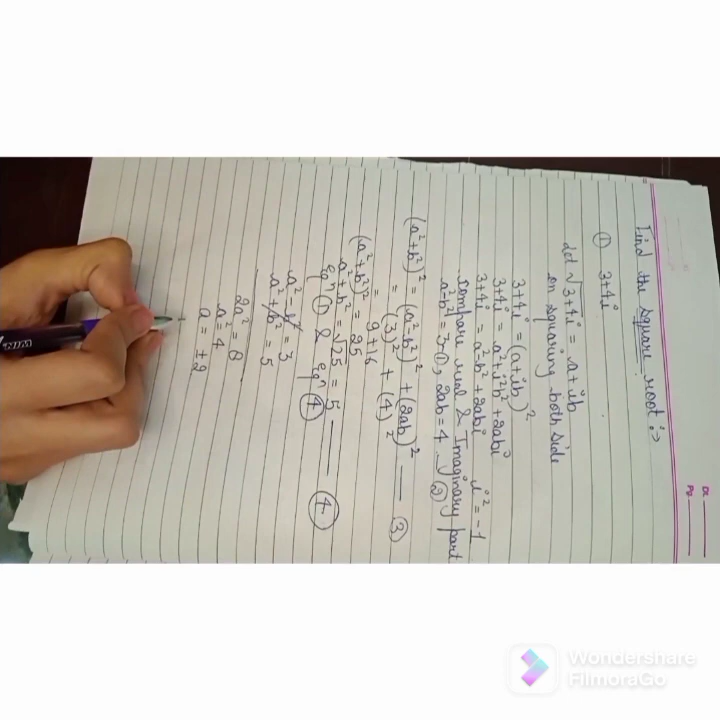 DL
Pg
Find the square root :->
① 3+4i
Let √3+4i = a+ib
on squaring both side
3+4i = (a+ib)²
3+4i = a²+i²b²+2abi
3+4i = a²-b²+2abi i²=-1
compare real & Imaginary part
a²-b²=3-①, 2ab=4-②
(a²+b²)² = (a²-b²)²+(2ab)² — ③
= (3)² + (4)²
= 9+16
(a²+b²)² = 25
a²+b² = √25 = 5 — ④
eqn ① & eqn ④
a²-b² = 3
a²+b² = 5
2a² = 8
a² = 4
a = ±2
WIN
Wondershare
FilmoraGo